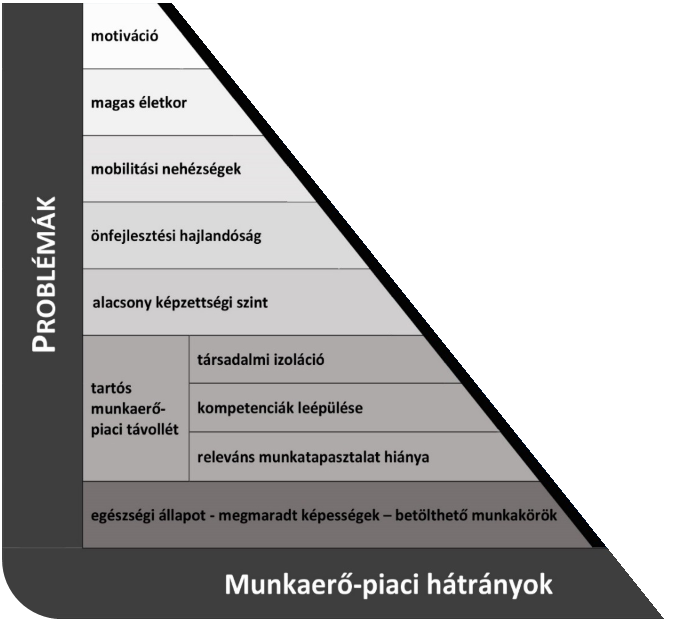 PROBLÉMÁK
motiváció
magas életkor
mobilitási nehézségek
önfejlesztési hajlandóság
alacsony képzettségi szint
tartós
munkaerő-
piaci távollét
társadalmi izoláció
kompetenciák leépülése
releváns munkatapasztalat hiánya
egészségi állapot - megmaradt képességek – betölthető munkakörök
Munkaerő-piaci hátrányok